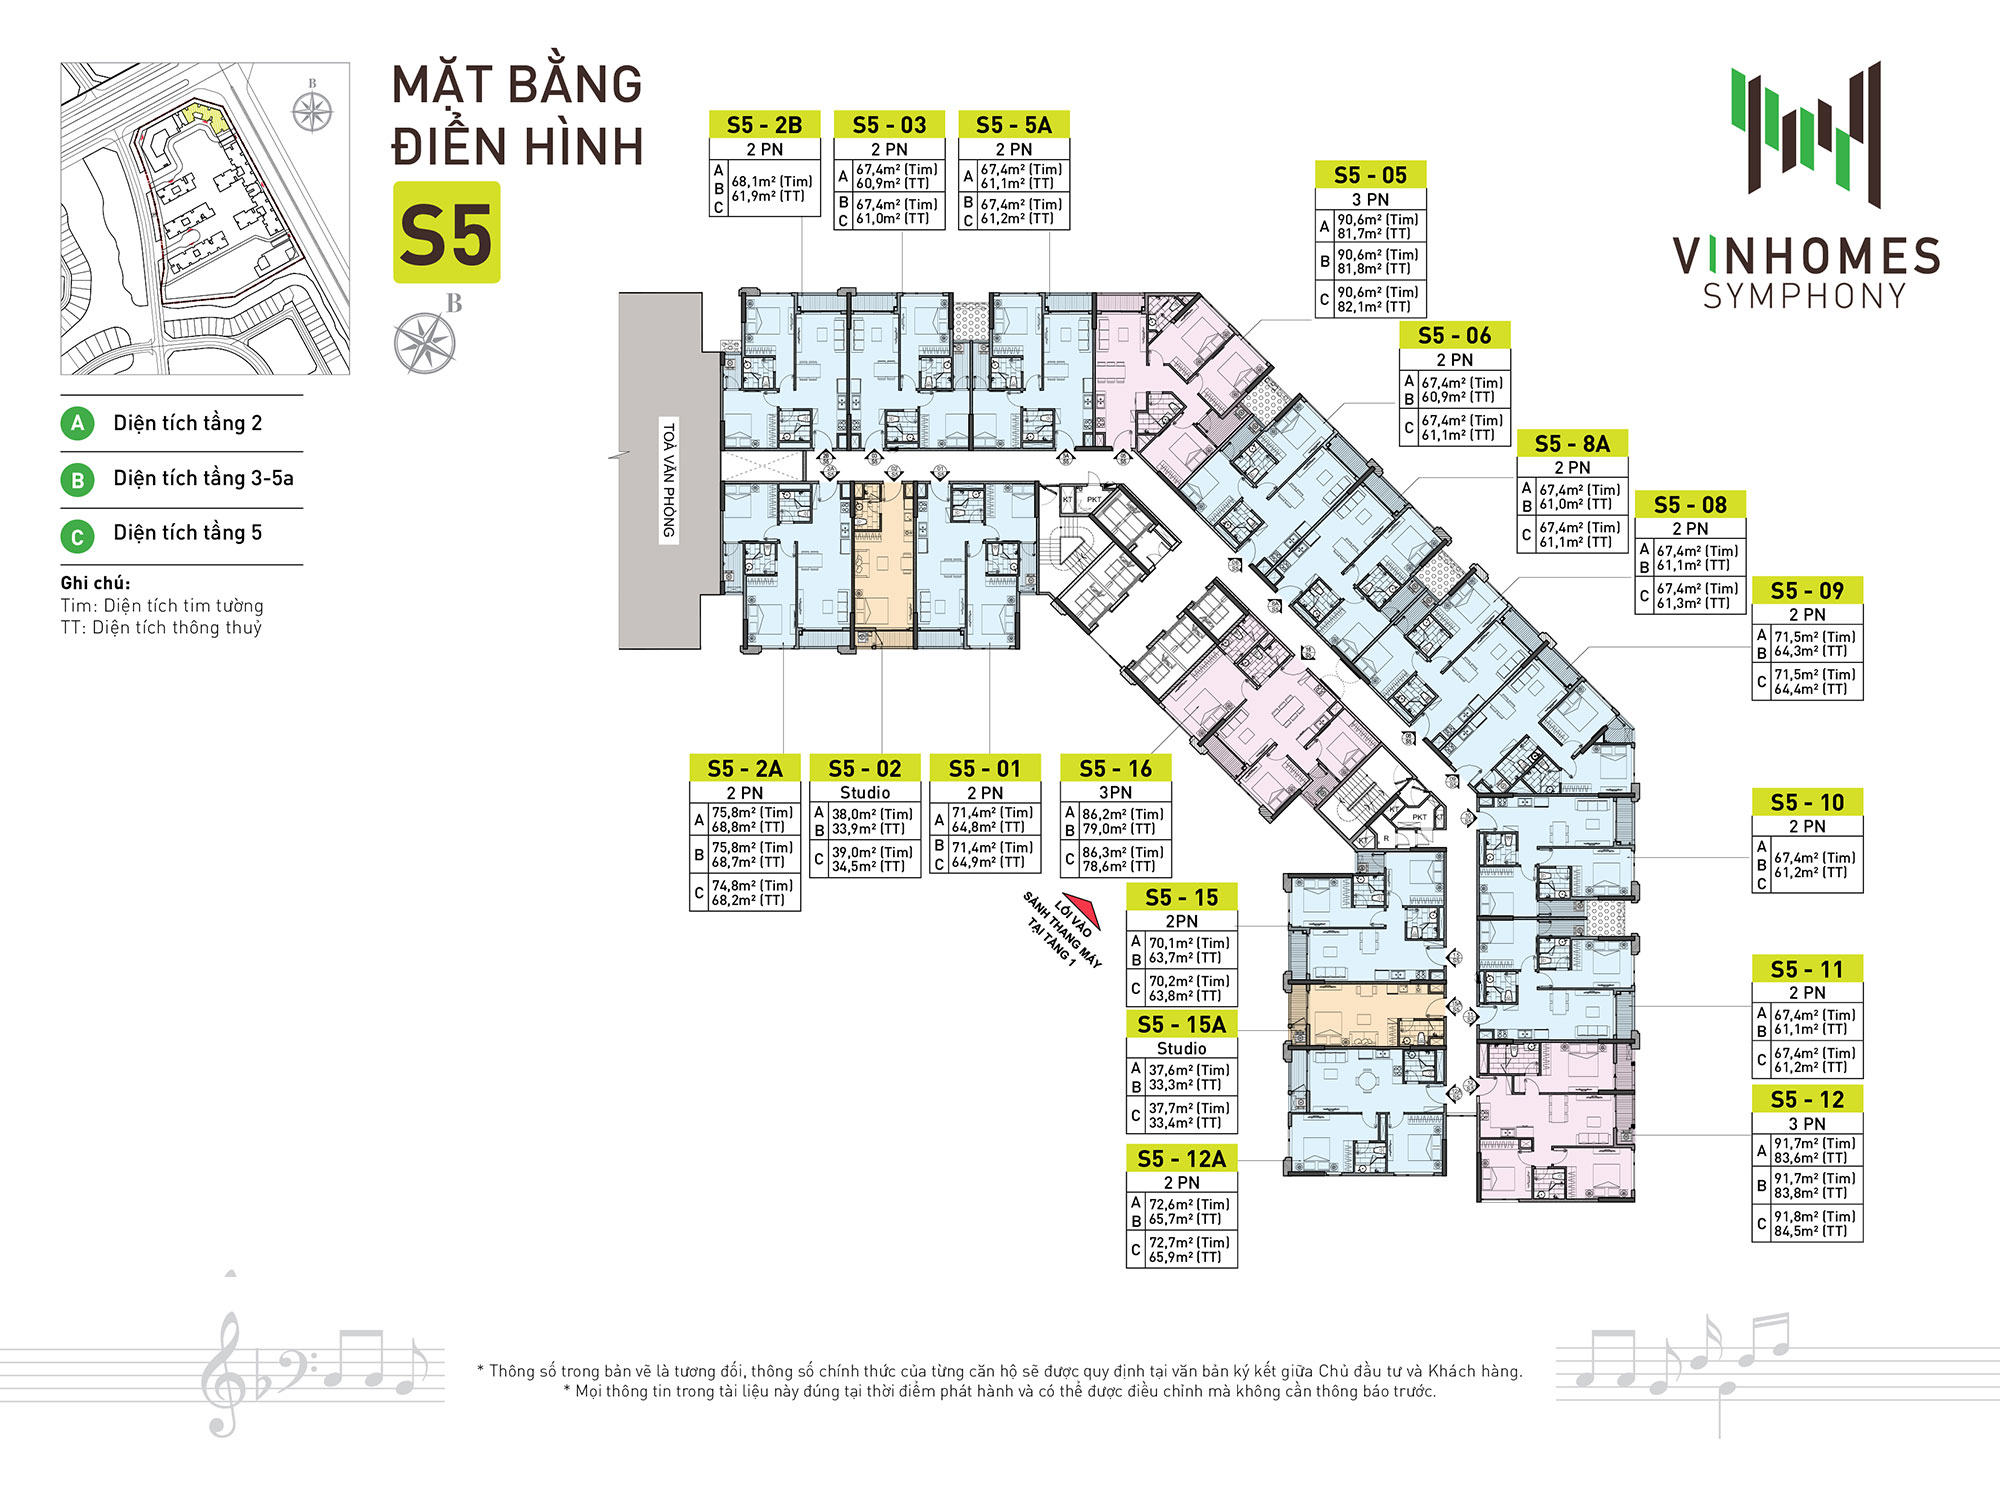 MẶT BẰNG
ĐIỂN HÌNH
S5
B
B
A Diện tích tầng 2
B Diện tích tầng 3-5a
C Diện tích tầng 5
Ghi chú:
Tim: Diện tích tim tường
TT: Diện tích thông thuỷ
VINHOMES
SYMPHONY
S5 - 2B
2 PN
A
B
C
68,1m² (Tim)
61,9m² (TT)
S5 - 03
2 PN
A
67,4m² (Tim)
60,9m² (TT)
B
C
67,4m² (Tim)
61,0m² (TT)
S5 - 5A
2 PN
A
67,4m² (Tim)
61,1m² (TT)
B
C
67,4m² (Tim)
61,2m² (TT)
S5 - 05
3 PN
A
90,6m² (Tim)
81,7m² (TT)
B
90,6m² (Tim)
81,8m² (TT)
C
90,6m² (Tim)
82,1m² (TT)
S5 - 06
2 PN
A
B
67,4m² (Tim)
60,9m² (TT)
C
67,4m² (Tim)
61,1m² (TT)
S5 - 8A
2 PN
A
B
67,4m² (Tim)
61,0m² (TT)
C
67,4m² (Tim)
61,1m² (TT)
S5 - 08
2 PN
A
B
67,4m² (Tim)
61,1m² (TT)
C
67,4m² (Tim)
61,3m² (TT)
S5 - 09
2 PN
A
B
71,5m² (Tim)
64,3m² (TT)
C
71,5m² (Tim)
64,4m² (TT)
TOÀ VĂN PHÒNG
KT
PKT
KT
PKT
KT
KT
R
S5 - 2A
2 PN
A
75,8m² (Tim)
68,8m² (TT)
B
75,8m² (Tim)
68,7m² (TT)
C
74,8m² (Tim)
68,2m² (TT)
S5 - 02
Studio
A
B
38,0m² (Tim)
33,9m² (TT)
C
39,0m² (Tim)
34,5m² (TT)
S5 - 01
2 PN
A
71,4m² (Tim)
64,8m² (TT)
B
C
71,4m² (Tim)
64,9m² (TT)
S5 - 16
3PN
A
B
86,2m² (Tim)
79,0m² (TT)
C
86,3m² (Tim)
78,6m² (TT)
LỐI VÀO
SẢNH THANG MÁY
TẠI TẦNG 1
S5 - 15
2PN
A
B
70,1m² (Tim)
63,7m² (TT)
C
70,2m² (Tim)
63,8m² (TT)
S5 - 15A
Studio
A
B
37,6m² (Tim)
33,3m² (TT)
C
37,7m² (Tim)
33,4m² (TT)
S5 - 12A
2 PN
A
B
72,6m² (Tim)
65,7m² (TT)
C
72,7m² (Tim)
65,9m² (TT)
S5 - 10
2 PN
A
B
C
67,4m² (Tim)
61,2m² (TT)
S5 - 11
2 PN
A
B
67,4m² (Tim)
61,1m² (TT)
C
67,4m² (Tim)
61,2m² (TT)
S5 - 12
3 PN
A
91,7m² (Tim)
83,6m² (TT)
B
91,7m² (Tim)
83,8m² (TT)
C
91,8m² (Tim)
84,5m² (TT)
* Thông số trong bản vẽ là tương đối, thông số chính thức của từng căn hộ sẽ được quy định tại văn bản ký kết giữa Chủ đầu tư và Khách hàng.
* Mọi thông tin trong tài liệu này đúng tại thời điểm phát hành và có thể được điều chỉnh mà không cần thông báo trước.